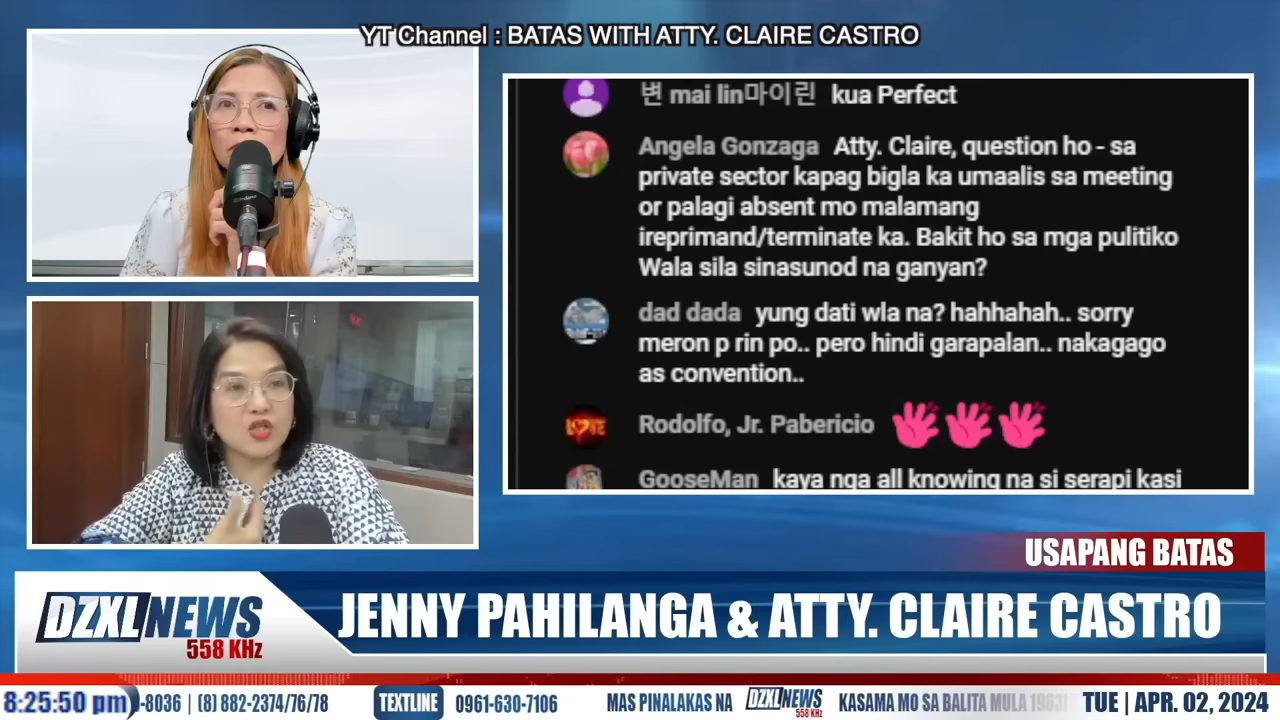 YT Channel : BATAS WITH ATTY. CLAIRE CASTRO
변 mai lin마이린 kua Perfect
Angela Gonzaga Atty. Claire, question ho - sa
private sector kapag bigla ka umaalis sa meeting
or palagi absent mo malamang
ireprimand/terminate ka. Bakit ho sa mga pulitiko
Wala sila sinasunod na ganyan?
dad dada yung dati wla na? hahhahah.. sorry
meron p rin po.. pero hindi garapalan.. nakagago
as convention..
LOVE
Rodolfo, Jr. Pabericio
GooseMan kaya nga all knowing na si serapi kasi
USAPANG BATAS
DZXL NEWS
558 KHz
JENNY PAHILANGA & ATTY. CLAIRE CASTRO
8:25:50 pm
-8036 | (8) 882-2374/76/78
TEXTLINE
0961-630-7106
MAS PINALAKAS NA
DZXL NEWS
558 KHz
KASAMA MO SA BALITA MULA 1963!
TUE | APR. 02, 2024